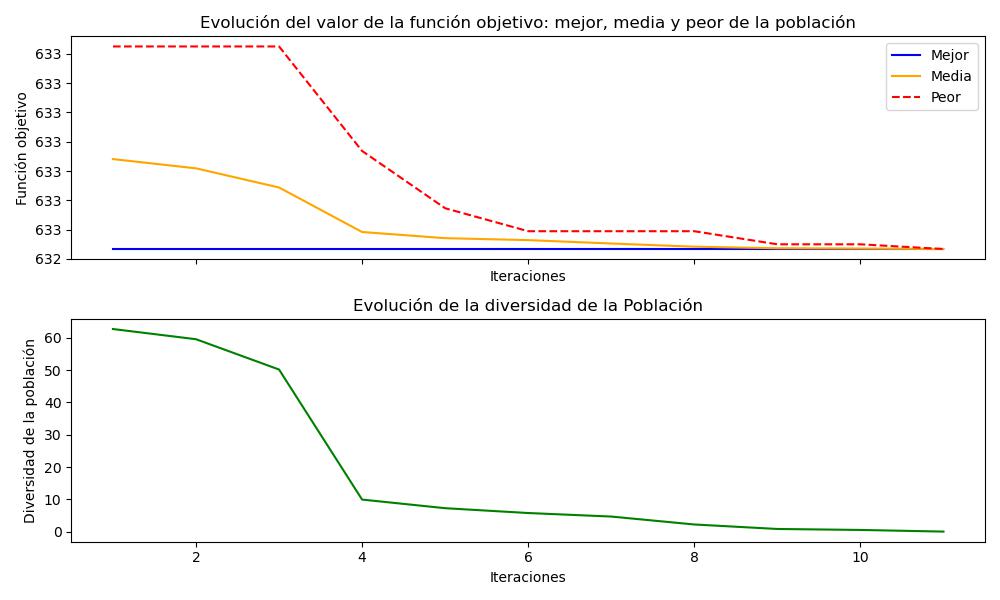 Evolución del valor de la función objetivo: mejor, media y peor de la población
Función objetivo
633
633
633
633
633
633
633
632
Mejor
Media
Peor
Iteraciones
Evolución de la diversidad de la Población
Diversidad de la población
60
50
40
30
20
10
0
2
4
6
8
10
Iteraciones